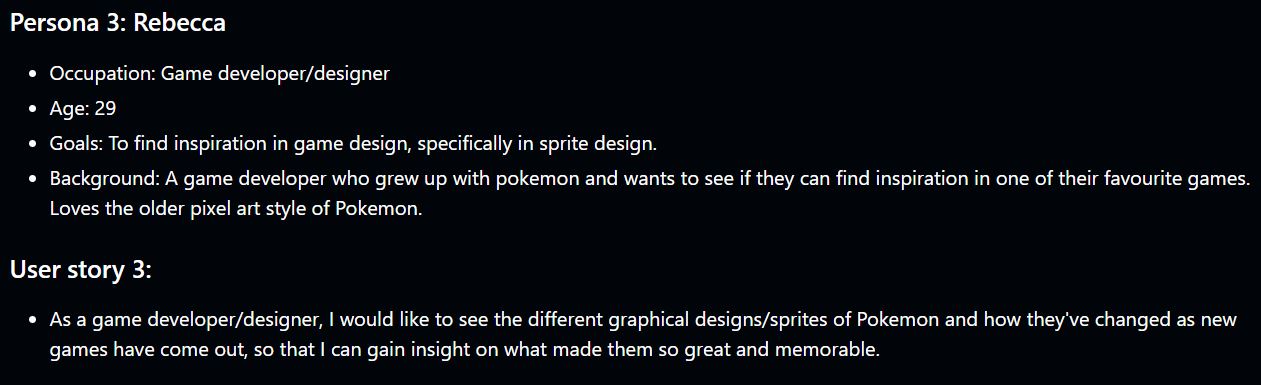 Persona 3: Rebecca
• Occupation: Game developer/designer
• Age: 29
• Goals: To find inspiration in game design, specifically in sprite design.
• Background: A game developer who grew up with pokemon and wants to see if they can find inspiration in one of their favourite games.
Loves the older pixel art style of Pokemon.
User story 3:
• As a game developer/designer, I would like to see the different graphical designs/sprites of Pokemon and how they've changed as new
games have come out, so that I can gain insight on what made them so great and memorable.